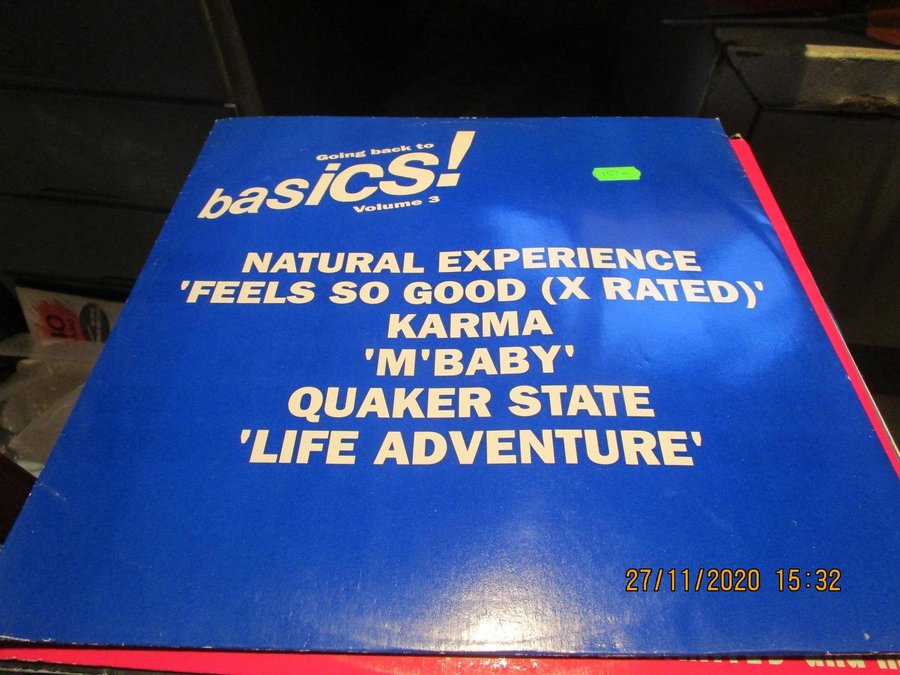 Going back to
basics!
Volume 3
NATURAL EXPERIENCE
'FEELS SO GOOD (X RATED)'
KARMA
'M'BABY'
QUAKER STATE
'LIFE ADVENTURE'
27/11/2020 15:32